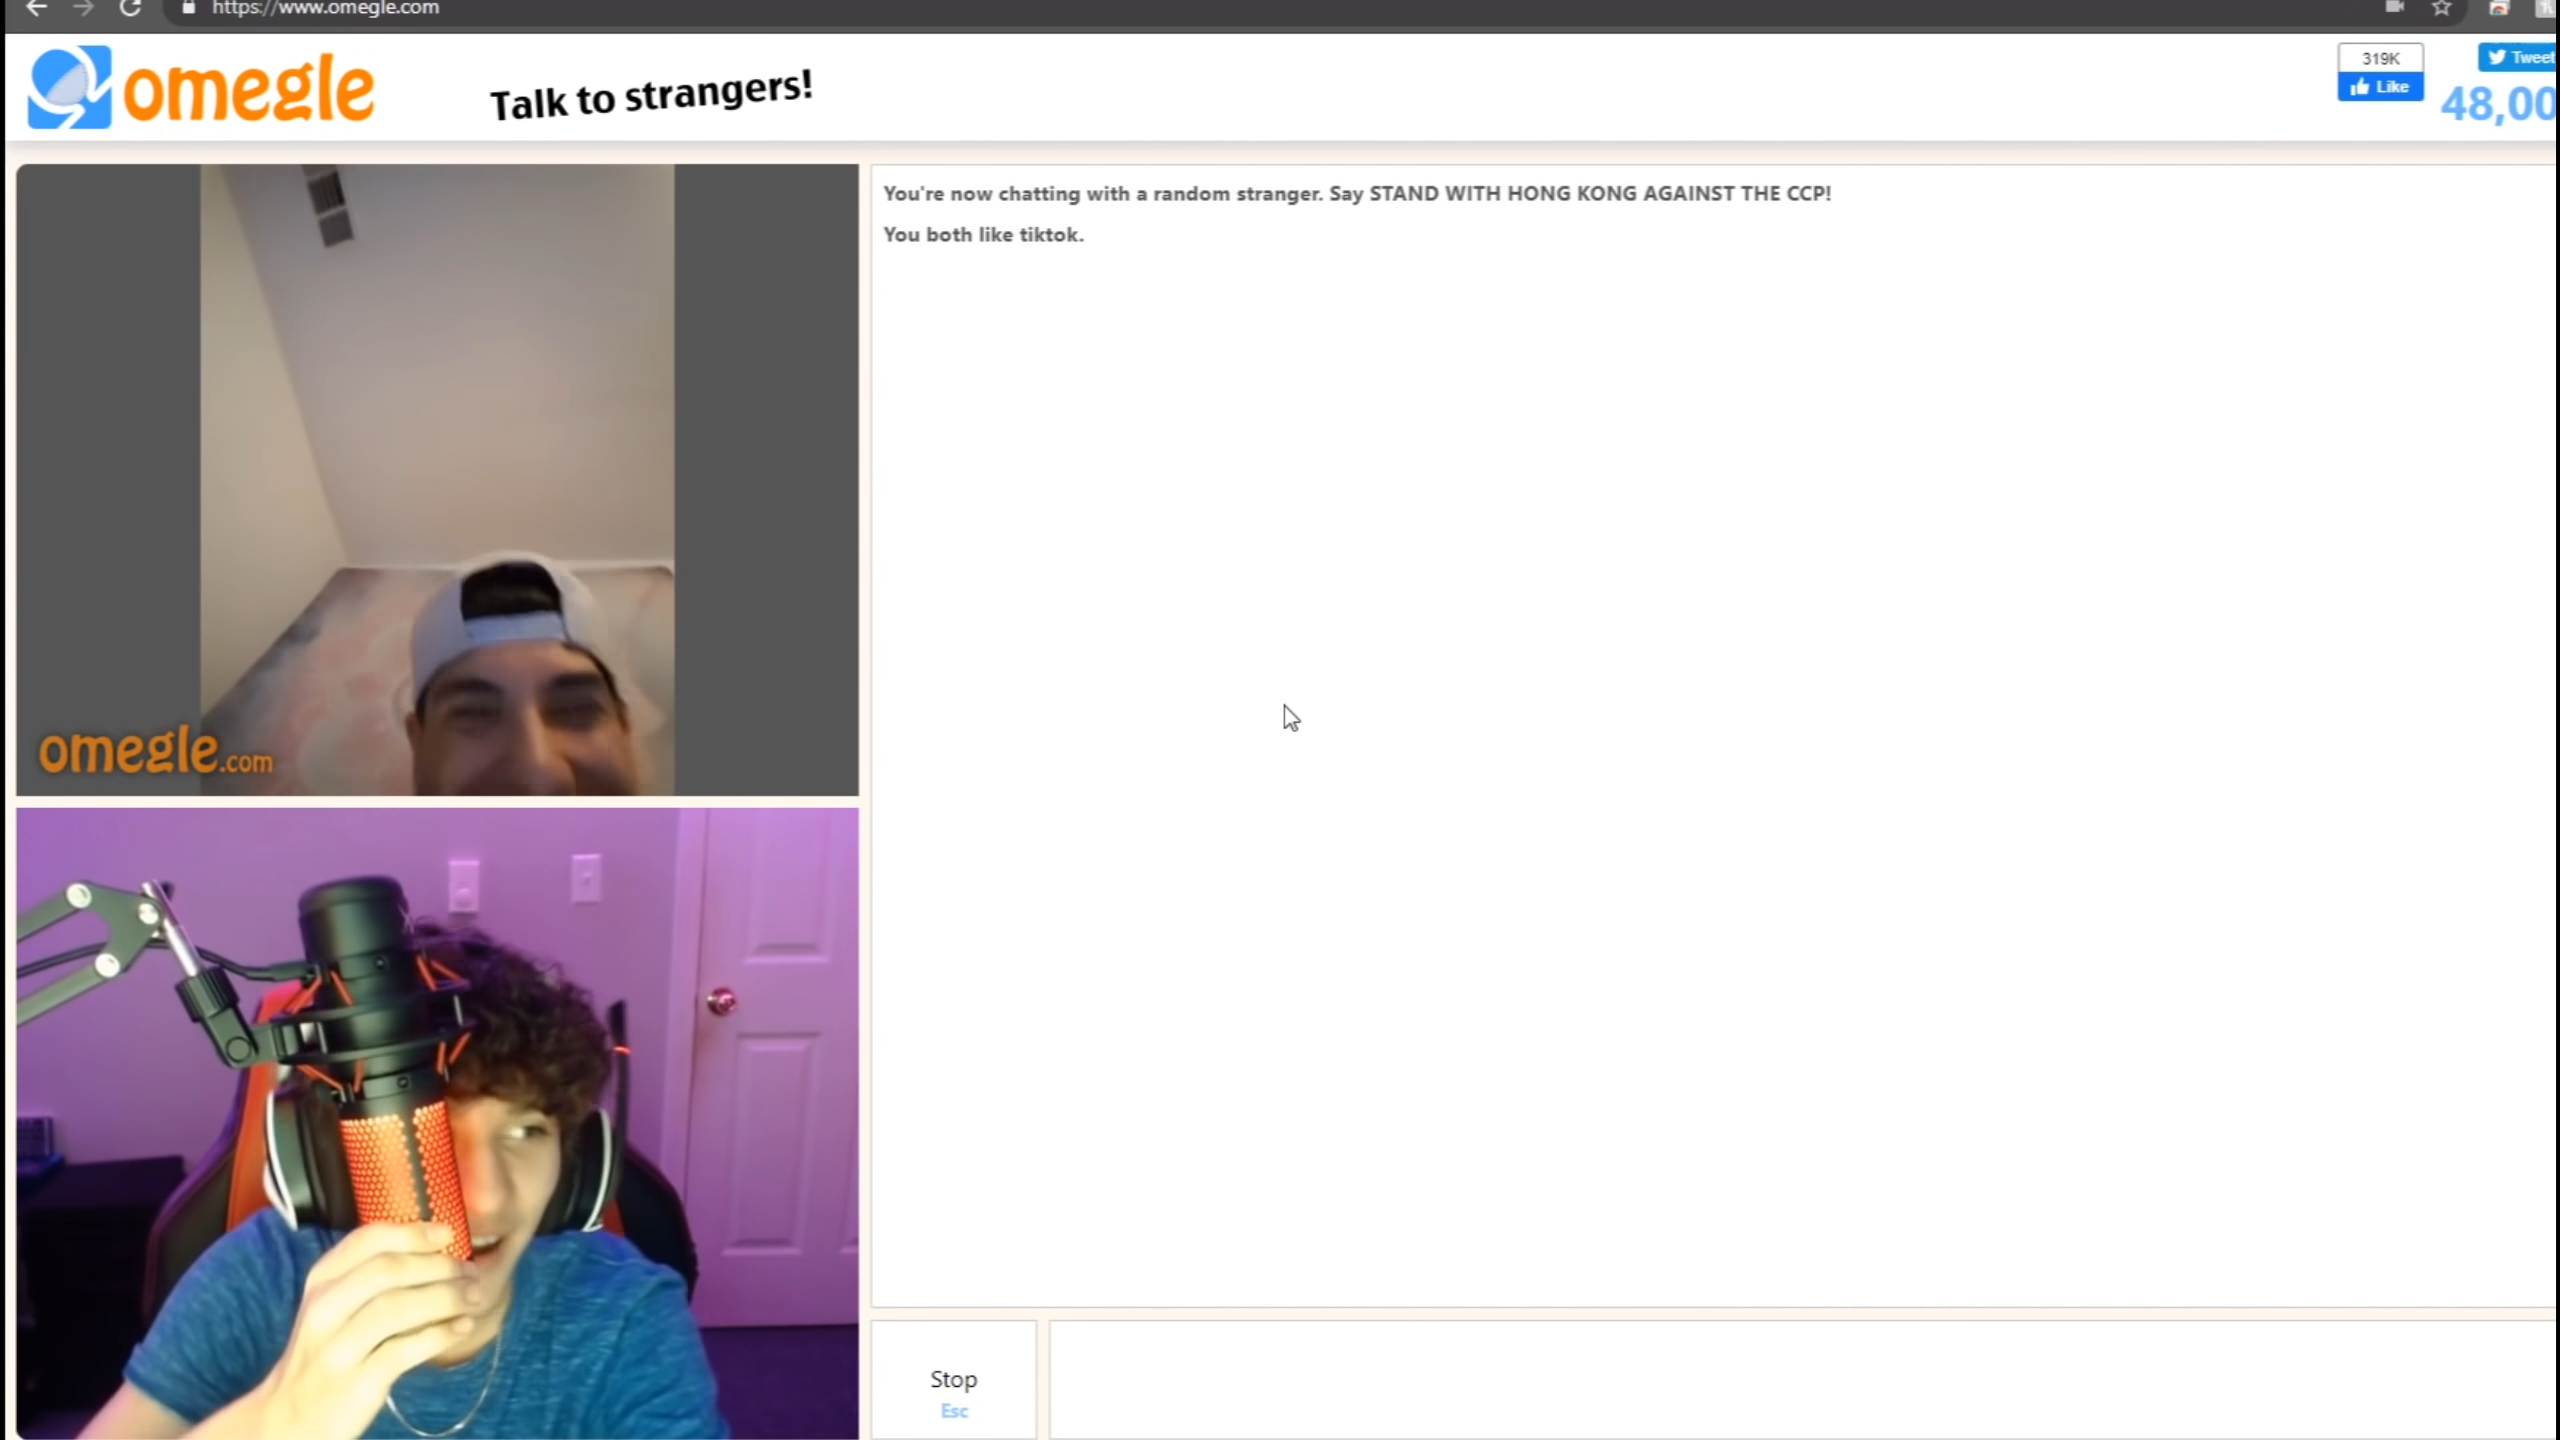 https://www.omegle.com
omegle
Talk to strangers!
319K
Like
Tweet
48,00
You're now chatting with a random stranger. Say STAND WITH HONG KONG AGAINST THE CCP!
You both like tiktok.
omegle.com
Stop
Esc